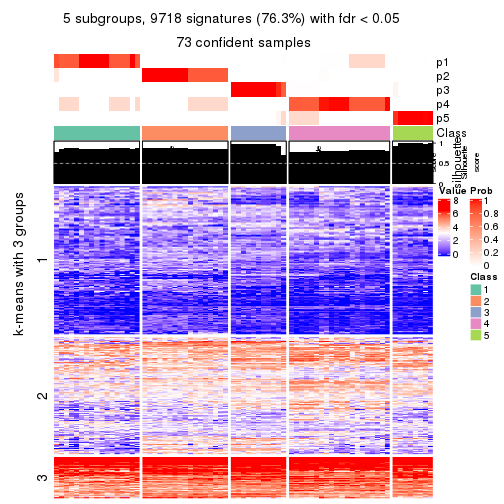 5 subgroups, 9718 signatures (76.3%) with fdr < 0.05
73 confident samples
p1
p2
p3
p4
p5
Class
1
0.5
0
silhouette
Silhouette
score
k-means with 3 groups
1
2
3
Value
8
6
4
2
0
Prob
1
0.8
0.6
0.4
0.2
0
Class
1
2
3
4
5